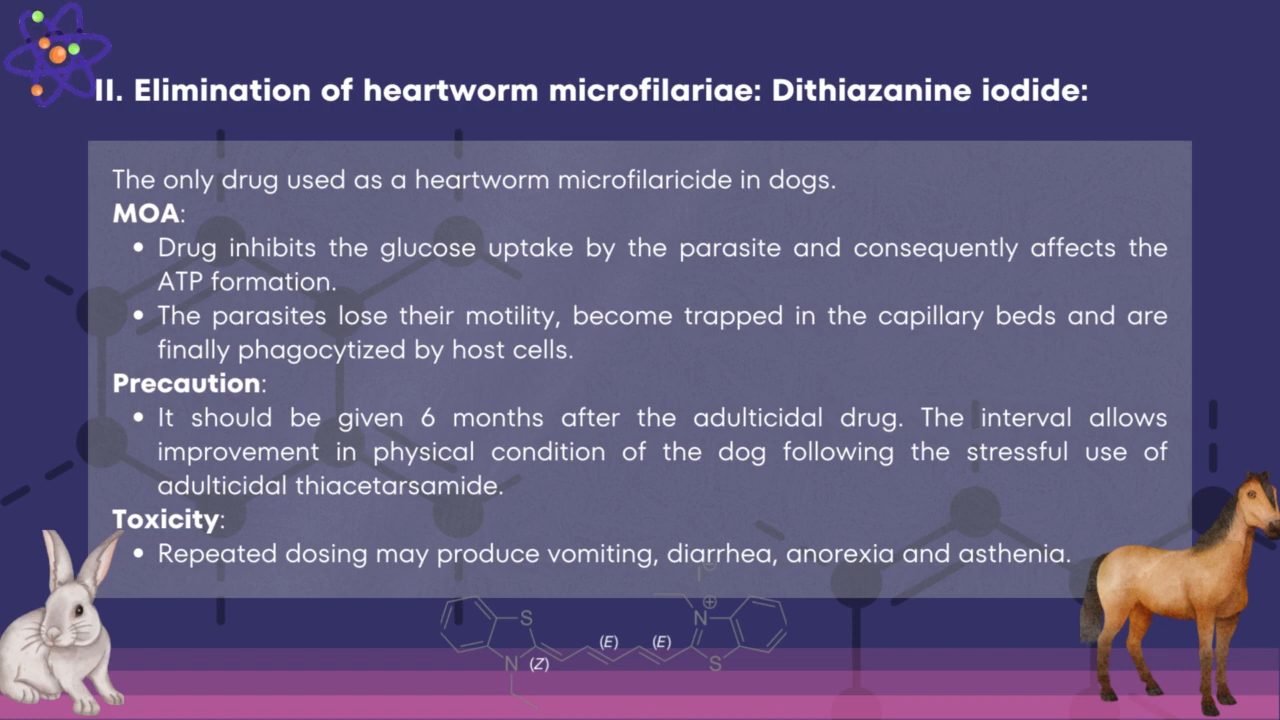 II. Elimination of heartworm microfilariae: Dithiazanine iodide:
The only drug used as a heartworm microfilaricide in dogs.
MOA:
• Drug inhibits the glucose uptake by the parasite and consequently affects the
ATP formation.
• The parasites lose their motility, become trapped in the capillary beds and are
finally phagocytized by host cells.
Precaution:
• It should be given 6 months after the adulticidal drug. The interval allows
improvement in physical condition of the dog following the stressful use of
adulticidal thiacetarsamide.
Toxicity:
• Repeated dosing may produce vomiting, diarrhea, anorexia and asthenia.
I⊖
⊕
S N
(E) (E)
N (Z) S